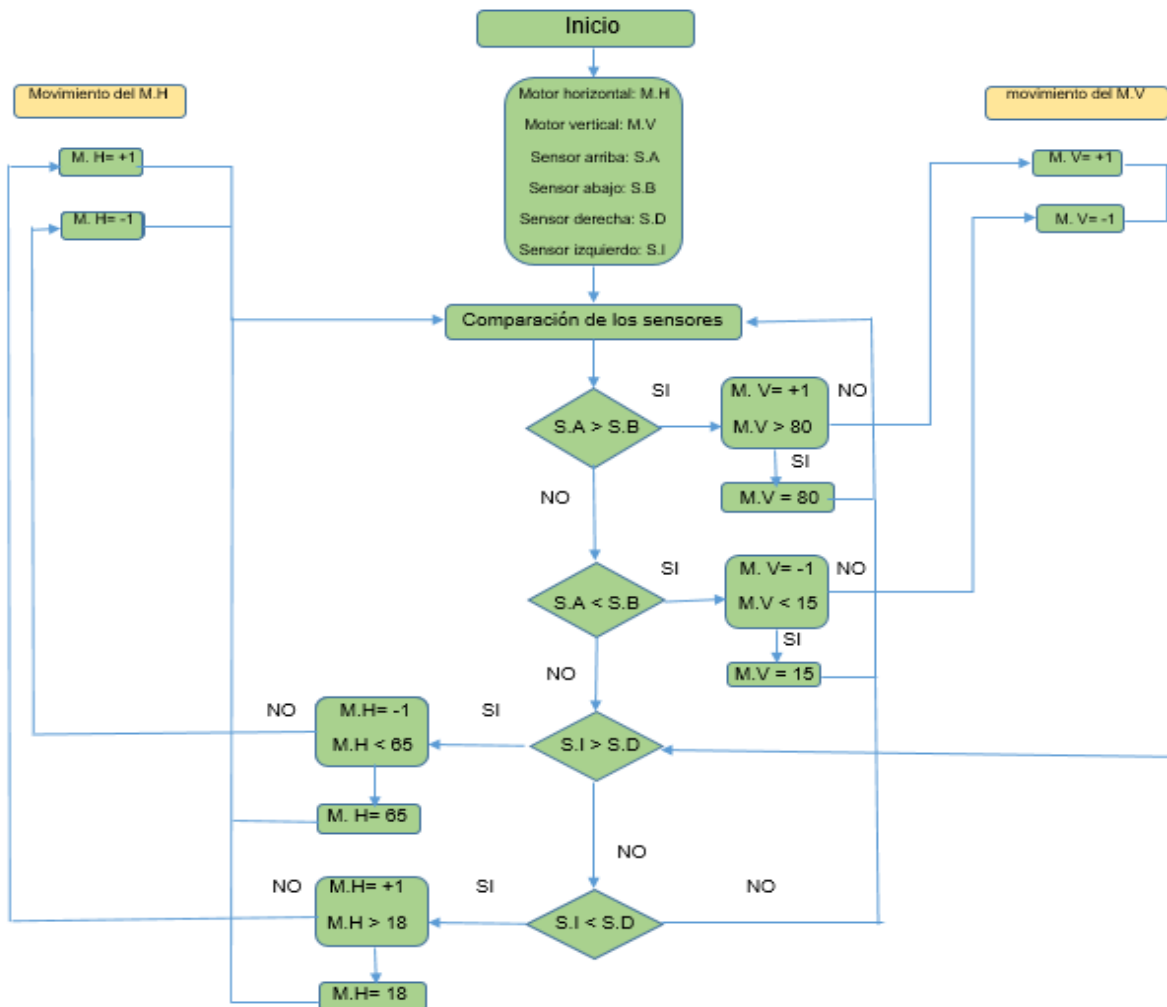 Inicio
Movimiento del M.H
movimiento del M.V
Motor horizontal: M.H
Motor vertical: M.V
Sensor arriba: S.A
Sensor abajo: S.B
Sensor derecha: S.D
Sensor izquierdo: S.I
M. H= +1
M. H= -1
M. V= +1
M. V= -1
Comparación de los sensores
S.A > S.B
SI
M. V= +1
M.V > 80
NO
SI
M.V = 80
NO
S.A < S.B
SI
M. V= -1
M.V < 15
NO
SI
M.V = 15
NO
S.I > S.D
SI
M.H= -1
M.H < 65
NO
M. H= 65
NO
S.I < S.D
SI
M.H= +1
M.H > 18
NO
NO
M.H= 18